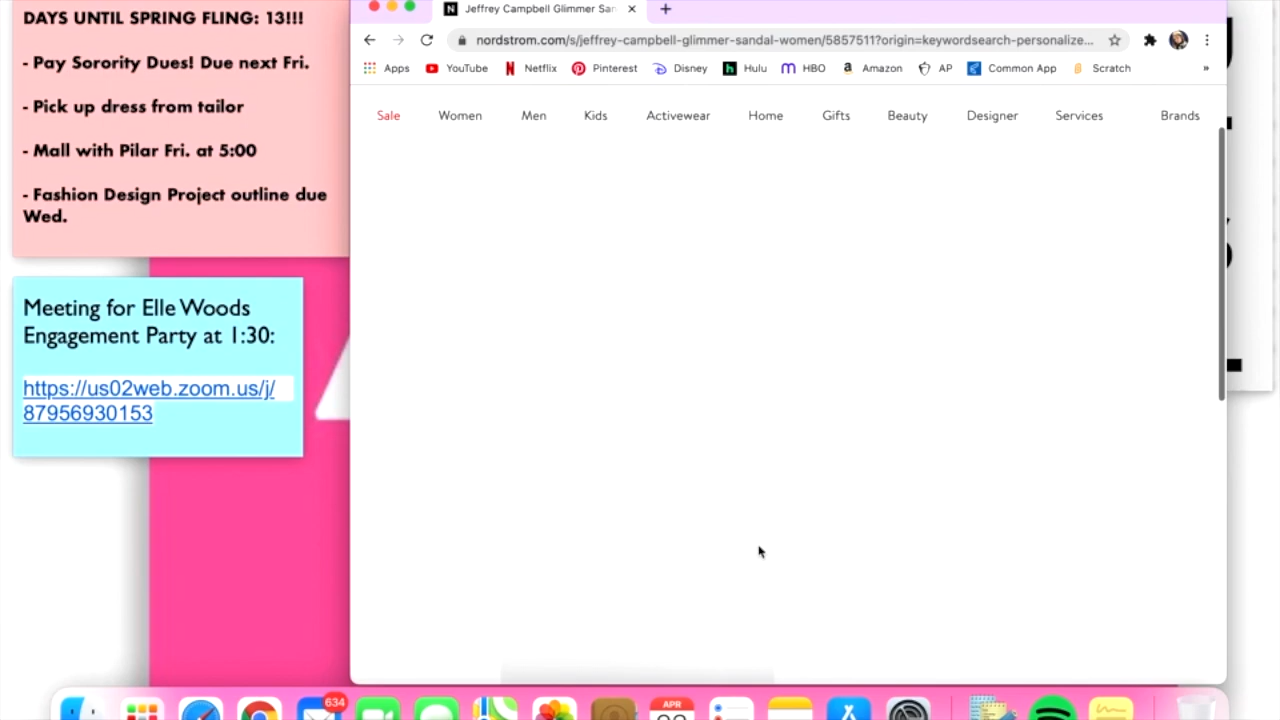 DAYS UNTIL SPRING FLING: 13!!!
- Pay Sorority Dues! Due next Fri.
- Pick up dress from tailor
- Mall with Pilar Fri. at 5:00
- Fashion Design Project outline due
Wed.
Meeting for Elle Woods
Engagement Party at 1:30:
https://us02web.zoom.us/j/
87956930153
Jeffrey Campbell Glimmer San
nordstrom.com/s/jeffrey-campbell-glimmer-sandal-women/5857511?origin=keywordsearch-personalize...
Apps YouTube Netflix Pinterest Disney Hulu HBO Amazon AP Common App Scratch »
Sale Women Men Kids Activewear Home Gifts Beauty Designer Services Brands
634
APR